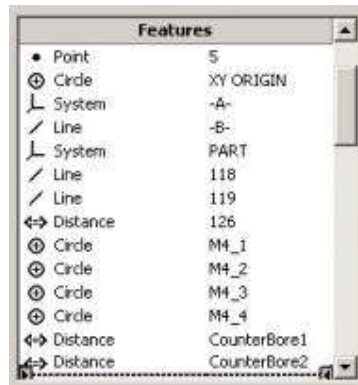 Features
Point 5
Circle XY ORIGIN
System -A-
Line -B-
System PART
Line 118
Line 119
Distance 126
Circle M4_1
Circle M4_2
Circle M4_3
Circle M4_4
Distance CounterBore1
Distance CounterBore2